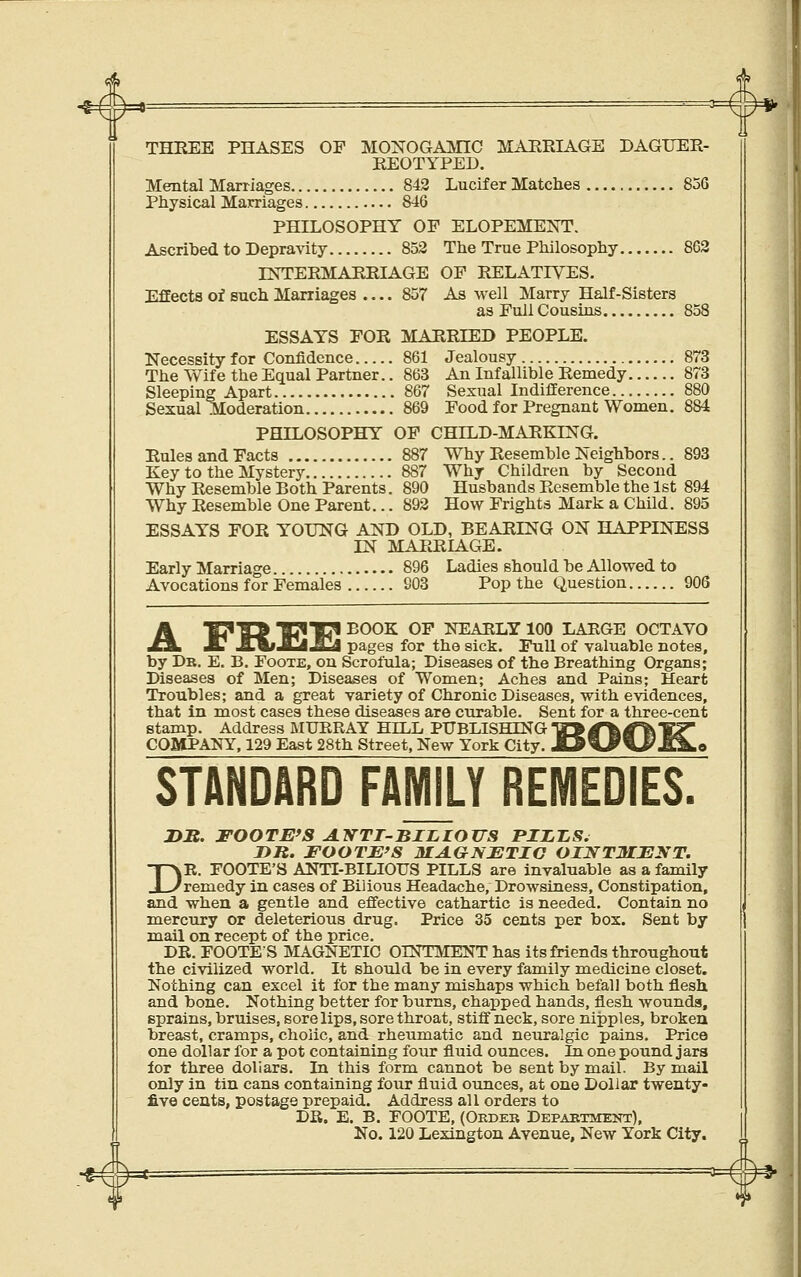 THREE PHASES OF MONOGAMIC MARRIAGE DAGUER-
REOTYPED.
Mental Marriages.............. 842 Lucifer Matches ........... 856
Physical Marriages........... 846
PHILOSOPHY OF ELOPEMENT.
Ascribed to Depravity........ 852 The True Philosophy....... 862
INTERMARRIAGE OF RELATIVES.
Effects of such Marriages .... 857 As well Marry Half-Sisters
as Full Cousins......... 858
ESSAYS FOR MARRIED PEOPLE.
Necessity for Confidence..... 861 Jealousy .................... 873
The Wife the Equal Partner.. 863 An Infallible Remedy...... 873
Sleeping Apart............... 867 Sexual Indifference........ 880
Sexual Moderation........... 869 Food for Pregnant Women. 884
PHILOSOPHY OF CHILD-MARKING.
Rules and Facts ............. 887 Why Resemble Neighbors.. 893
Key to the Mystery........... 887 Why Children by Second
Why Resemble Both Parents. 890 Husbands Resemble the 1st 894
Why Resemble One Parent... 892 How Frights Mark a Child. 895
ESSAYS FOR YOUNG AND OLD, BEARING ON HAPPINESS
IN MARRIAGE.
Early Marriage............... 896 Ladies should be Allowed to
Avocations for Females ...... 903 Pop the Question...... 906
A FREE BOOK OF NEARLY 100 LARGE OCTAVO
pages for the sick. Full of valuable notes,
by DR. E. B. FOOTE, on Scrofula; Diseases of the Breathing Organs;
Diseases of Men; Diseases of Women; Aches and Pains; Heart
Troubles; and a great variety of Chronic Diseases, with evidences,
that in most cases these diseases are curable. Sent for a three-cent
stamp. Address MURRAY HILL PUBLISHING
COMPANY, 129 East 28th Street, New York City. BOOK.
STANDARD FAMILY REMEDIES.
DR. FOOTE'S ANTI-BILIOUS PILLS.
DR. FOOTE'S MAGNETIC OINTMENT.
DR. FOOTE'S ANTI-BILIOUS PILLS are invaluable as a family
remedy in cases of Bilious Headache, Drowsiness, Constipation,
and when a gentle and effective cathartic is needed. Contain no
mercury or deleterious drug. Price 35 cents per box. Sent by
mail on recept of the price.
DR. FOOTE'S MAGNETIC OINTMENT has its friends throughout
the civilized world. It should be in every family medicine closet.
Nothing can excel it for the many mishaps which befall both flesh
and bone. Nothing better for burns, chapped hands, flesh wounds,
sprains, bruises, sore lips, sore throat, stiff neck, sore nipples, broken
breast, cramps, cholic, and rheumatic and neuralgic pains. Price
one dollar for a pot containing four fluid ounces. In one pound jars
for three dollars. In this form cannot be sent by mail. By mail
only in tin cans containing four fluid ounces, at one Dollar twenty-
five cents, postage prepaid. Address all orders to
DR. E. B. FOOTE, (ORDER DEPARTMENT),
No. 120 Lexington Avenue, New York City.